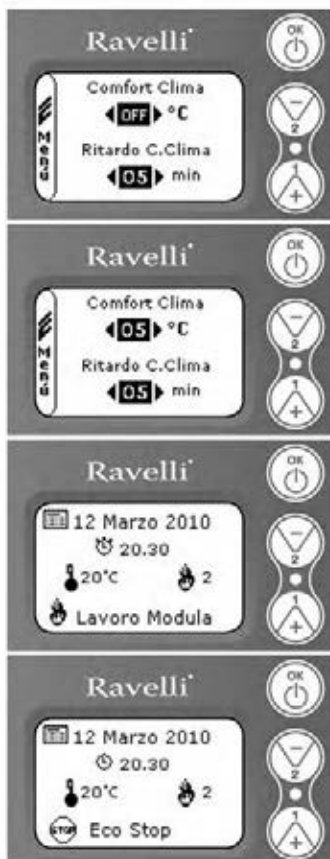 Ravelli
OK
Comfort Clima
OFF °C
Ritardo C.Clima
05 min
Menù
2
1
Ravelli
OK
Comfort Clima
05 °C
Ritardo C.Clima
05 min
Menù
2
1
Ravelli
OK
12 Marzo 2010
20.30
20°C 2
Lavoro Modula
2
1
Ravelli
OK
12 Marzo 2010
20.30
20°C 2
STOP Eco Stop
2
1